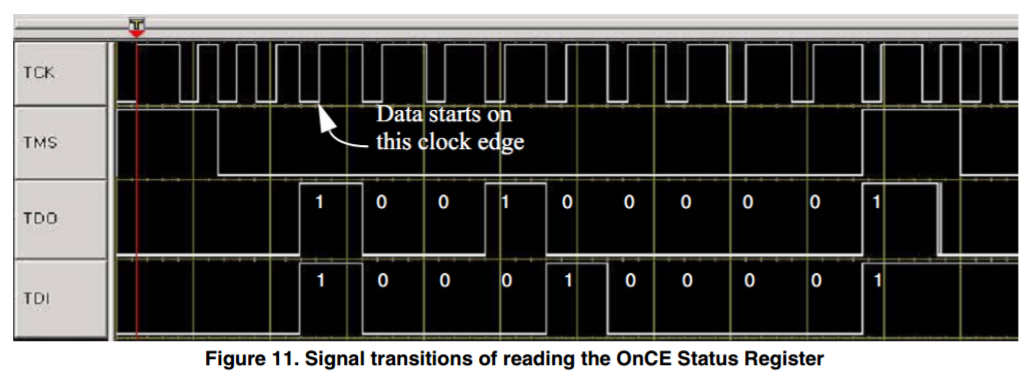 T
TCK
Data starts on
this clock edge
TMS
TDO 1 0 0 1 0 0 0 0 0 1
TDI 1 0 0 0 1 0 0 0 0 1
Figure 11. Signal transitions of reading the OnCE Status Register